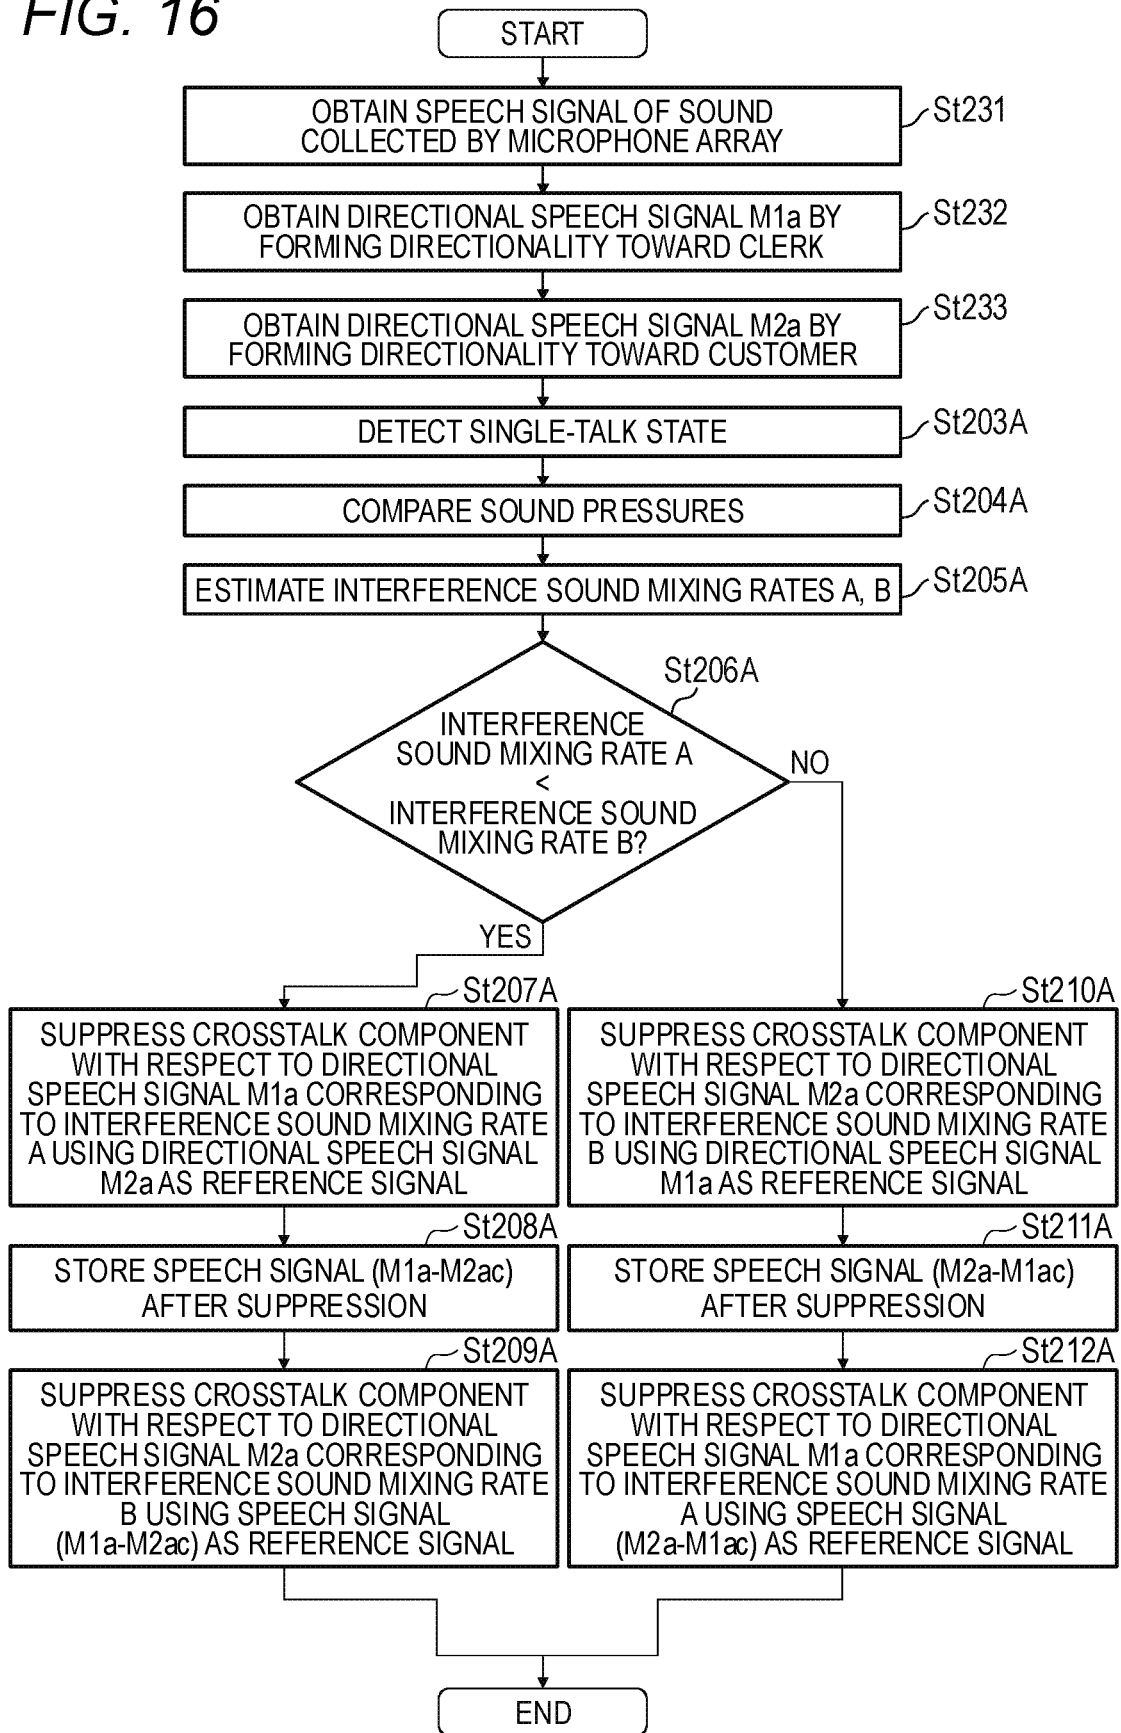 FIG. 16
START
OBTAIN SPEECH SIGNAL OF SOUND
COLLECTED BY MICROPHONE ARRAY
St231
OBTAIN DIRECTIONAL SPEECH SIGNAL M1a BY
FORMING DIRECTIONALITY TOWARD CLERK
St232
OBTAIN DIRECTIONAL SPEECH SIGNAL M2a BY
FORMING DIRECTIONALITY TOWARD CUSTOMER
St233
DETECT SINGLE-TALK STATE
St203A
COMPARE SOUND PRESSURES
St204A
ESTIMATE INTERFERENCE SOUND MIXING RATES A, B
St205A
St206A
INTERFERENCE
SOUND MIXING RATE A
<
INTERFERENCE SOUND
MIXING RATE B?
NO
YES
St207A
SUPPRESS CROSSTALK COMPONENT
WITH RESPECT TO DIRECTIONAL
SPEECH SIGNAL M1a CORRESPONDING
TO INTERFERENCE SOUND MIXING RATE
A USING DIRECTIONAL SPEECH SIGNAL
M2a AS REFERENCE SIGNAL
St208A
STORE SPEECH SIGNAL (M1a-M2ac)
AFTER SUPPRESSION
St209A
SUPPRESS CROSSTALK COMPONENT
WITH RESPECT TO DIRECTIONAL
SPEECH SIGNAL M2a CORRESPONDING
TO INTERFERENCE SOUND MIXING RATE
B USING SPEECH SIGNAL
(M1a-M2ac) AS REFERENCE SIGNAL
St210A
SUPPRESS CROSSTALK COMPONENT
WITH RESPECT TO DIRECTIONAL
SPEECH SIGNAL M2a CORRESPONDING
TO INTERFERENCE SOUND MIXING RATE
B USING DIRECTIONAL SPEECH SIGNAL
M1a AS REFERENCE SIGNAL
St211A
STORE SPEECH SIGNAL (M2a-M1ac)
AFTER SUPPRESSION
St212A
SUPPRESS CROSSTALK COMPONENT
WITH RESPECT TO DIRECTIONAL
SPEECH SIGNAL M1a CORRESPONDING
TO INTERFERENCE SOUND MIXING RATE
A USING SPEECH SIGNAL
(M2a-M1ac) AS REFERENCE SIGNAL
END